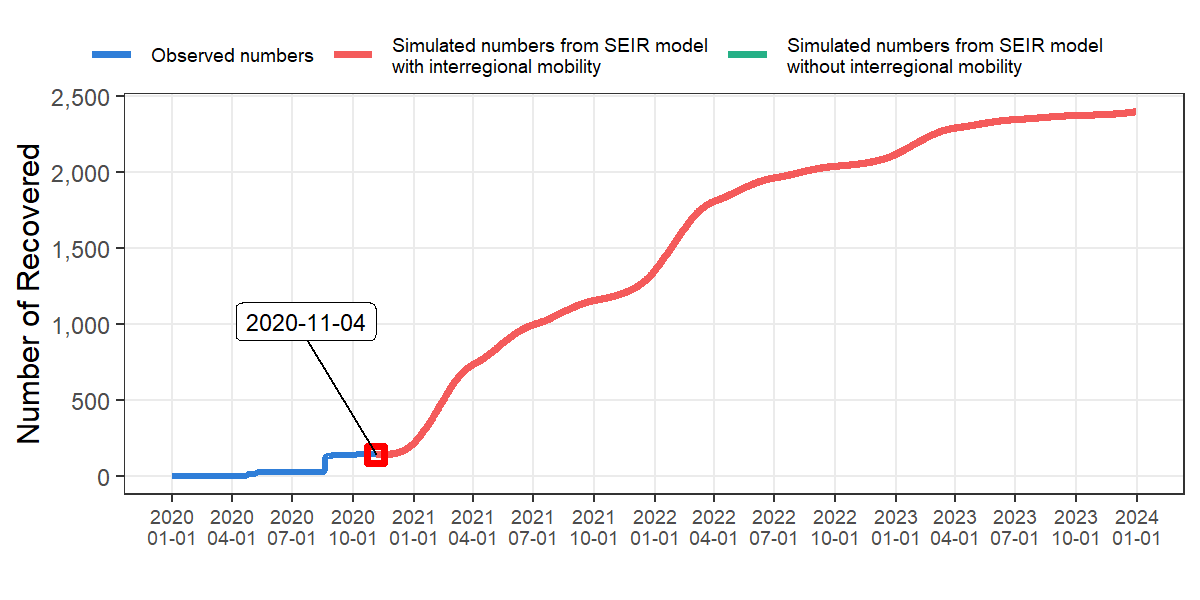 Observed numbers
Simulated numbers from SEIR model
with interregional mobility
Simulated numbers from SEIR model
without interregional mobility
Number of Recovered
2,500
2,000
1,500
1,000
500
0
2020-11-04
2020 2020 2020 2020 2021 2021 2021 2021 2022 2022 2022 2022 2023 2023 2023 2023 2024
01-01 04-01 07-01 10-01 01-01 04-01 07-01 10-01 01-01 04-01 07-01 10-01 01-01 04-01 07-01 10-01 01-01